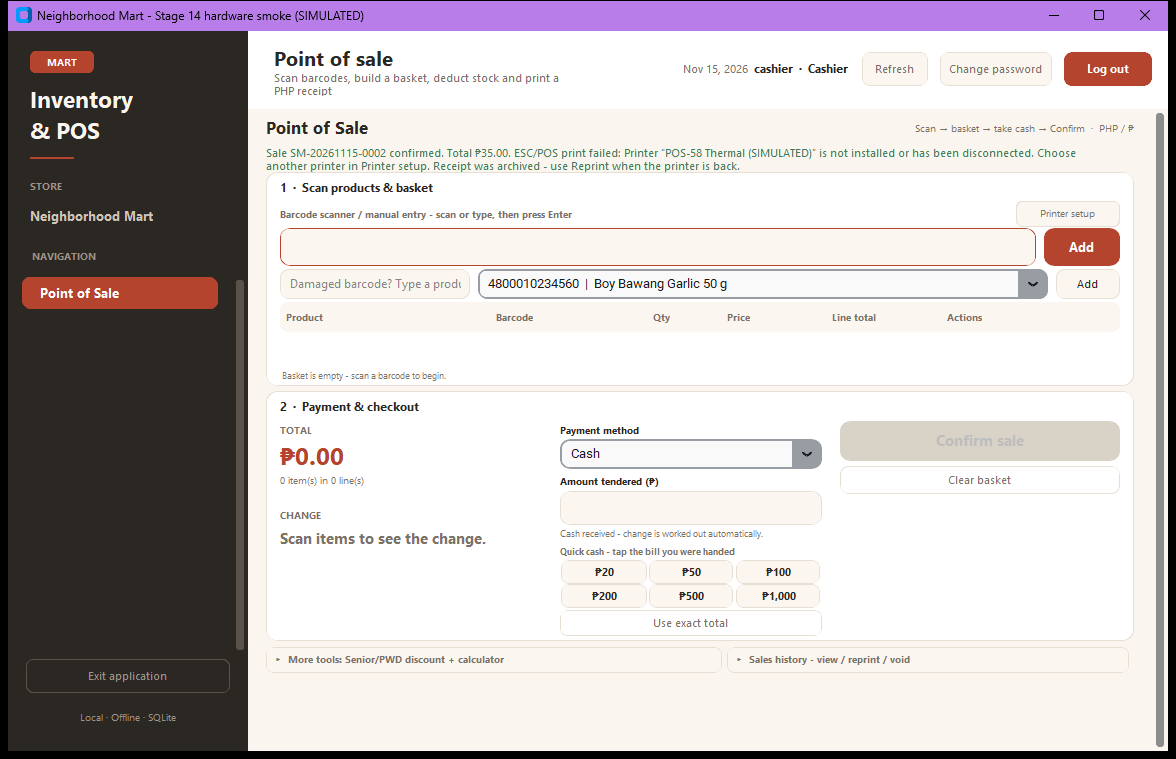 Neighborhood Mart - Stage 14 hardware smoke (SIMULATED)
MART
Inventory
& POS
STORE
Neighborhood Mart
NAVIGATION
Point of Sale
Exit application
Local · Offline · SQLite
Point of sale
Scan barcodes, build a basket, deduct stock and print a
PHP receipt
Nov 15, 2026 cashier · Cashier
Refresh
Change password
Log out
Point of Sale
Scan → basket → take cash → Confirm · PHP / ₱
Sale SM-20261115-0002 confirmed. Total ₱35.00. ESC/POS print failed: Printer "POS-58 Thermal (SIMULATED)" is not installed or has been disconnected. Choose
another printer in Printer setup. Receipt was archived - use Reprint when the printer is back.
1 · Scan products & basket
Barcode scanner / manual entry - scan or type, then press Enter
Printer setup
Add
Damaged barcode? Type a produ
4800010234560 | Boy Bawang Garlic 50 g
Add
Product Barcode Qty Price Line total Actions
Basket is empty - scan a barcode to begin.
2 · Payment & checkout
TOTAL
₱0.00
0 item(s) in 0 line(s)
CHANGE
Scan items to see the change.
Payment method
Cash
Amount tendered (₱)
Cash received - change is worked out automatically.
Quick cash - tap the bill you were handed
₱20 ₱50 ₱100
₱200 ₱500 ₱1,000
Use exact total
Confirm sale
Clear basket
▸ More tools: Senior/PWD discount + calculator
▸ Sales history - view / reprint / void